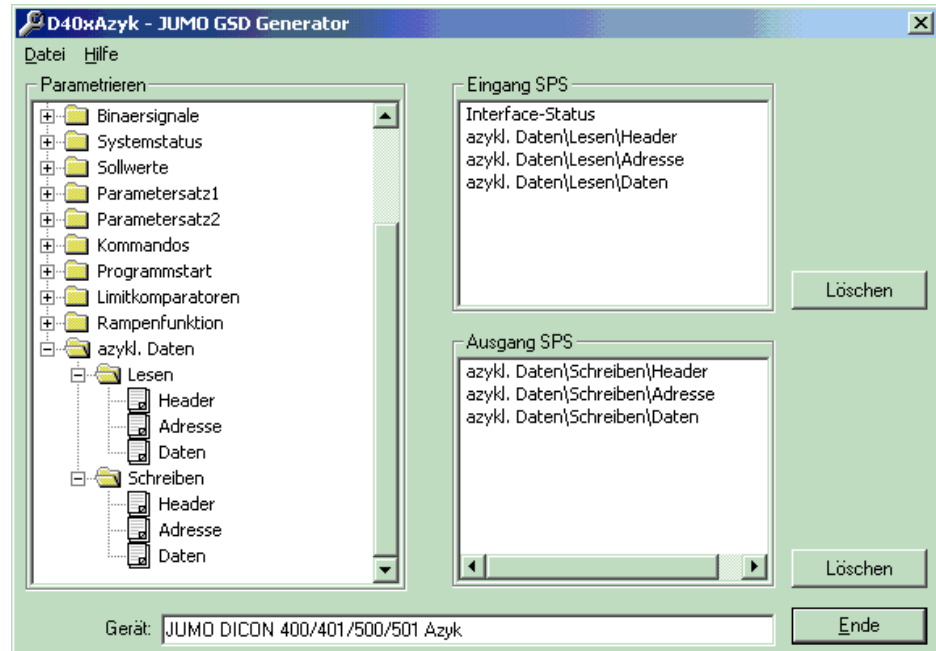 D40xAzyk - JUMO GSD Generator
Datei Hilfe
Parametrieren
Binaersignale
Systemstatus
Sollwerte
Parametersatz1
Parametersatz2
Kommandos
Programmstart
Limitkomparatoren
Rampenfunktion
azykl. Daten
Lesen
Header
Adresse
Daten
Schreiben
Header
Adresse
Daten
Eingang SPS
Interface-Status
azykl. Daten\Lesen\Header
azykl. Daten\Lesen\Adresse
azykl. Daten\Lesen\Daten
Löschen
Ausgang SPS
azykl. Daten\Schreiben\Header
azykl. Daten\Schreiben\Adresse
azykl. Daten\Schreiben\Daten
Löschen
Gerät: JUMO DICON 400/401/500/501 Azyk
Ende